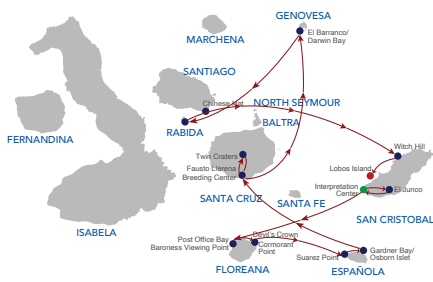 GENOVESA
El Barranco/
Darwin Bay
MARCHENA
SANTIAGO
Chinese Hat
NORTH SEYMOUR
RABIDA
BALTRA
FERNANDINA
Witch Hill
Twin Craters
Lobos Island
Fausto Llerena
Breeding Center
Interpretation
Center
El Junco
SANTA CRUZ
SANTA FE
SAN CRISTOBAL
ISABELA
Devil's Crown
Post Office Bay
Baroness Viewing Point
Cormorant
Point
Gardner Bay/
Osborn Islet
Suarez Point
FLOREANA
ESPAÑOLA